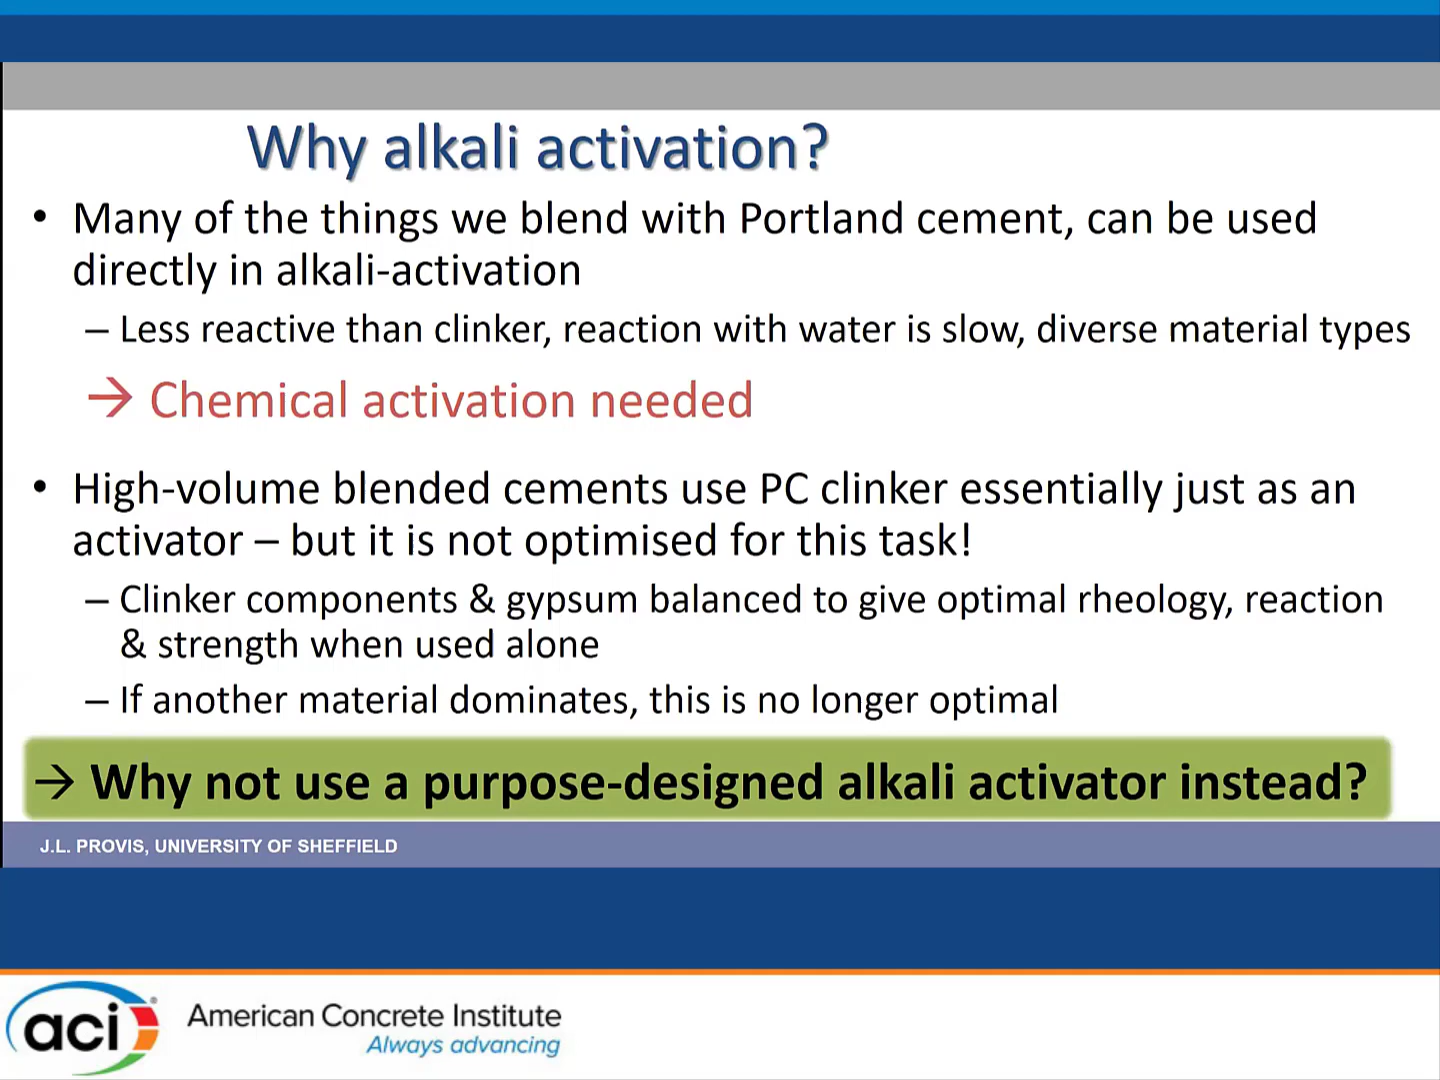 Why alkali activation?
• Many of the things we blend with Portland cement, can be used
directly in alkali-activation
– Less reactive than clinker, reaction with water is slow, diverse material types
→ Chemical activation needed
• High-volume blended cements use PC clinker essentially just as an
activator – but it is not optimised for this task!
– Clinker components & gypsum balanced to give optimal rheology, reaction
& strength when used alone
– If another material dominates, this is no longer optimal
→ Why not use a purpose-designed alkali activator instead?
J.L. PROVIS, UNIVERSITY OF SHEFFIELD
aci
American Concrete Institute
Always advancing